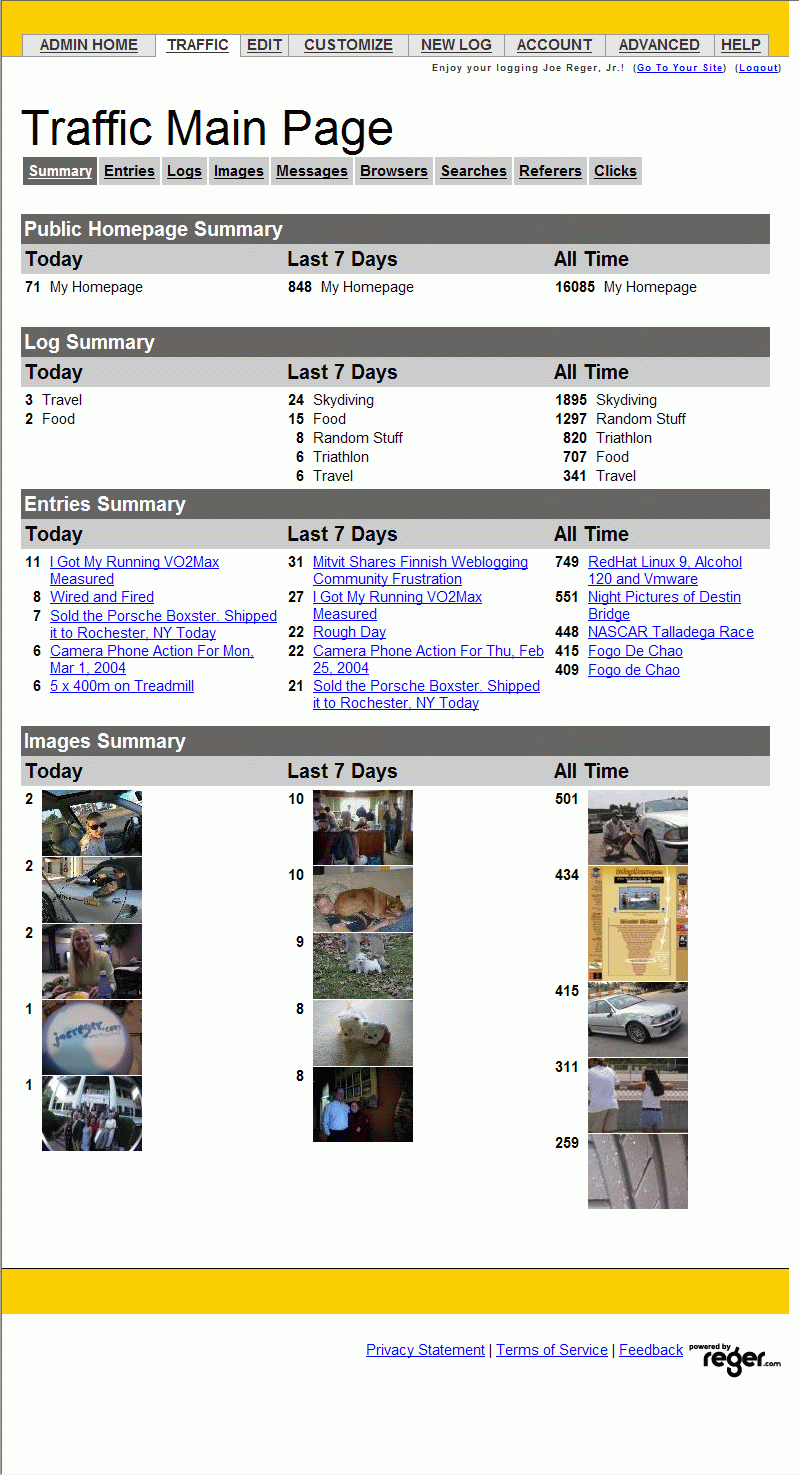 ADMIN HOME TRAFFIC EDIT CUSTOMIZE NEW LOG ACCOUNT ADVANCED HELP
Enjoy your logging Joe Reger, Jr.! (Go To Your Site) (Logout)
Traffic Main Page
Summary Entries Logs Images Messages Browsers Searches Referers Clicks
Public Homepage Summary
Today Last 7 Days All Time
71 My Homepage 848 My Homepage 16085 My Homepage
Log Summary
Today Last 7 Days All Time
3 Travel 24 Skydiving 1895 Skydiving
2 Food 15 Food 1297 Random Stuff
8 Random Stuff 820 Triathlon
6 Triathlon 707 Food
6 Travel 341 Travel
Entries Summary
Today Last 7 Days All Time
11 I Got My Running VO2Max
Measured
8 Wired and Fired
7 Sold the Porsche Boxster. Shipped
it to Rochester, NY Today
6 Camera Phone Action For Mon,
Mar 1, 2004
6 5 x 400m on Treadmill
31 Mitvit Shares Finnish Weblogging
Community Frustration
27 I Got My Running VO2Max
Measured
22 Rough Day
22 Camera Phone Action For Thu, Feb
25, 2004
21 Sold the Porsche Boxster. Shipped
it to Rochester, NY Today
749 RedHat Linux 9, Alcohol
120 and Vmware
551 Night Pictures of Destin
Bridge
448 NASCAR Talladega Race
415 Fogo De Chao
409 Fogo de Chao
Images Summary
Today Last 7 Days All Time
2 10 501
2 10 434
2 9 415
1 8 311
1 8 259
joereger.com
Privacy Statement | Terms of Service | Feedback
powered by
reger.com